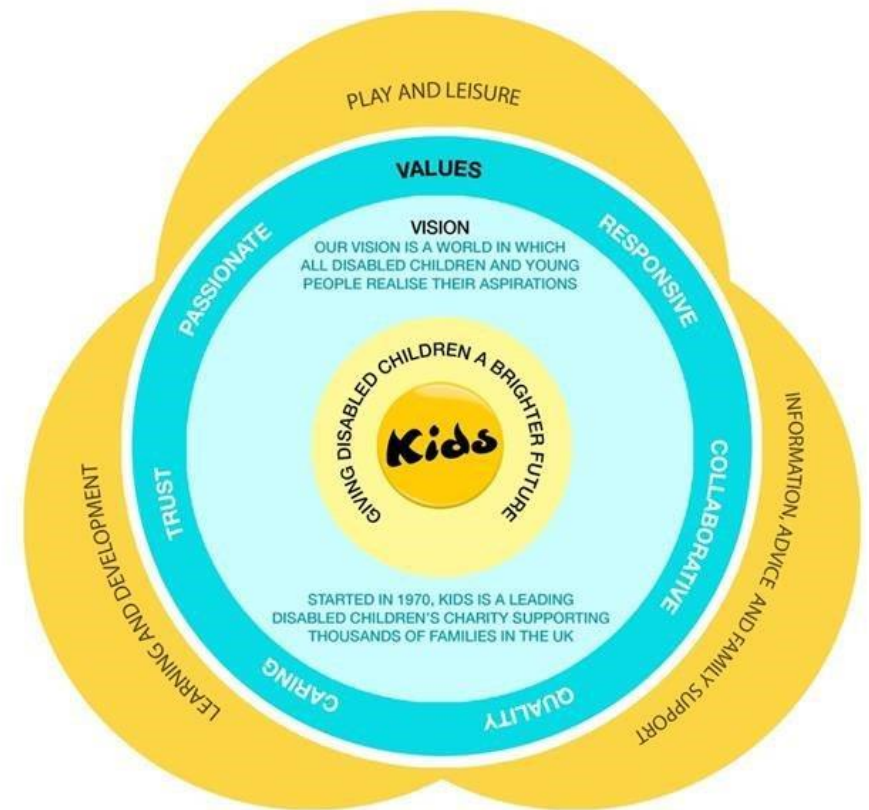 PLAY AND LEISURE
VALUES
PASSIONATE
RESPONSIVE
COLLABORATIVE
QUALITY
CARING
TRUST
VISION
OUR VISION IS A WORLD IN WHICH
ALL DISABLED CHILDREN AND YOUNG
PEOPLE REALISE THEIR ASPIRATIONS
GIVING DISABLED CHILDREN A BRIGHTER FUTURE
Kids
STARTED IN 1970, KIDS IS A LEADING
DISABLED CHILDREN'S CHARITY SUPPORTING
THOUSANDS OF FAMILIES IN THE UK
LEARNING AND DEVELOPMENT
INFORMATION, ADVICE AND FAMILY SUPPORT